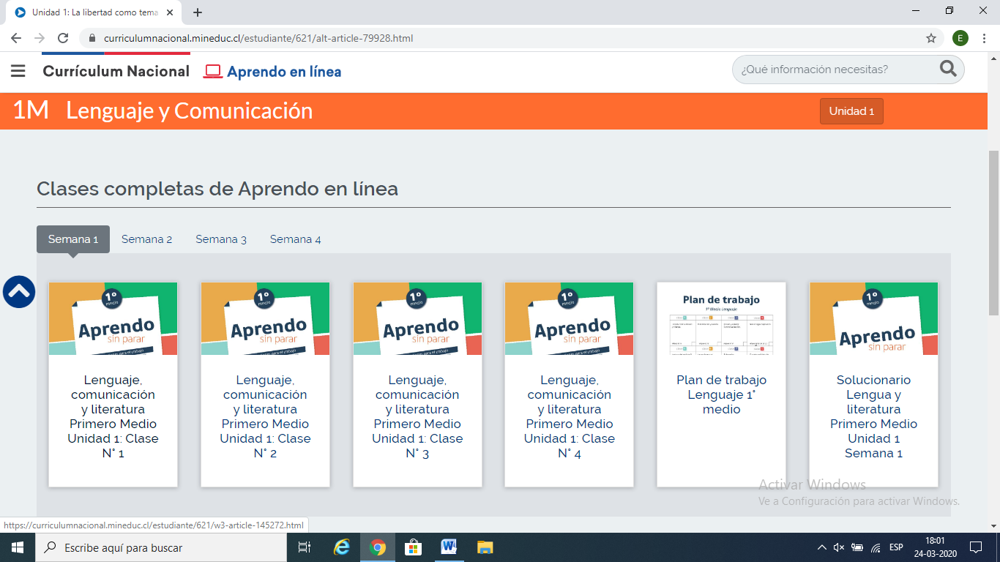 Unidad 1: La libertad como tema
curriculumnacional.mineduc.cl/estudiante/621/alt-article-79928.html
E
Currículum Nacional
Aprendo en línea
¿Qué información necesitas?
1M Lenguaje y Comunicación
Unidad 1
Clases completas de Aprendo en línea
Semana 1
Semana 2
Semana 3
Semana 4
1°
medio
Aprendo
sin parar
Lenguaje,
comunicación
y literatura
Primero Medio
Unidad 1: Clase
N° 1
1°
medio
Aprendo
sin parar
Lenguaje,
comunicación
y literatura
Primero Medio
Unidad 1: Clase
N° 2
1°
medio
Aprendo
sin parar
Lenguaje,
comunicación
y literatura
Primero Medio
Unidad 1: Clase
N° 3
1°
medio
Aprendo
sin parar
Lenguaje,
comunicación
y literatura
Primero Medio
Unidad 1: Clase
N° 4
Plan de trabajo
1° Medio Lenguaje
Plan de trabajo
Lenguaje 1°
medio
1°
medio
Aprendo
sin parar
Solucionario
Lengua y
literatura
Primero Medio
Unidad 1
Semana 1
Activar Windows
Ve a Configuración para activar Windows.
https://curriculumnacional.mineduc.cl/estudiante/621/w3-article-145272.html
Escribe aquí para buscar
ESP
18:01
24-03-2020